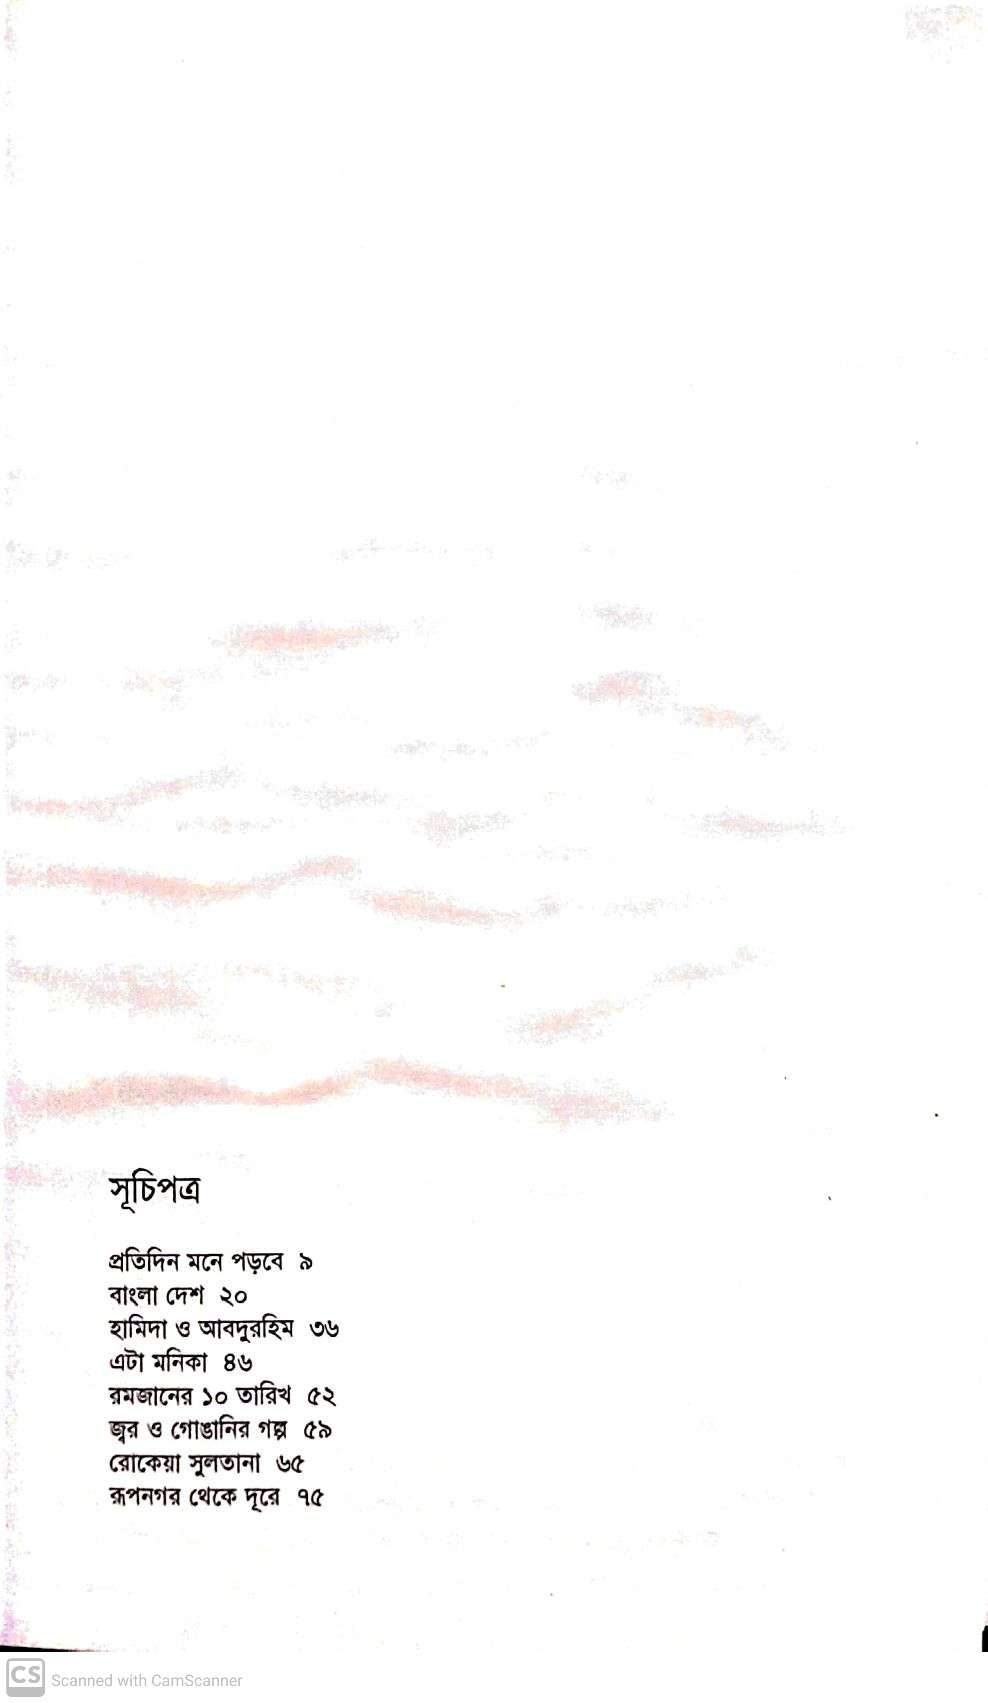 সূচিপত্র
প্রতিদিন মনে পড়বে ৯
বাংলা দেশ ২০
হামিদা ও আবদুরহিম ৩৬
এটা মনিকা ৪৬
রমজানের ১০ তারিখ ৫২
জ্বর ও গোঙানির গল্প ৫৯
রোকেয়া সুলতানা ৬৫
রূপনগর থেকে দূরে ৭৫
CS Scanned with CamScanner